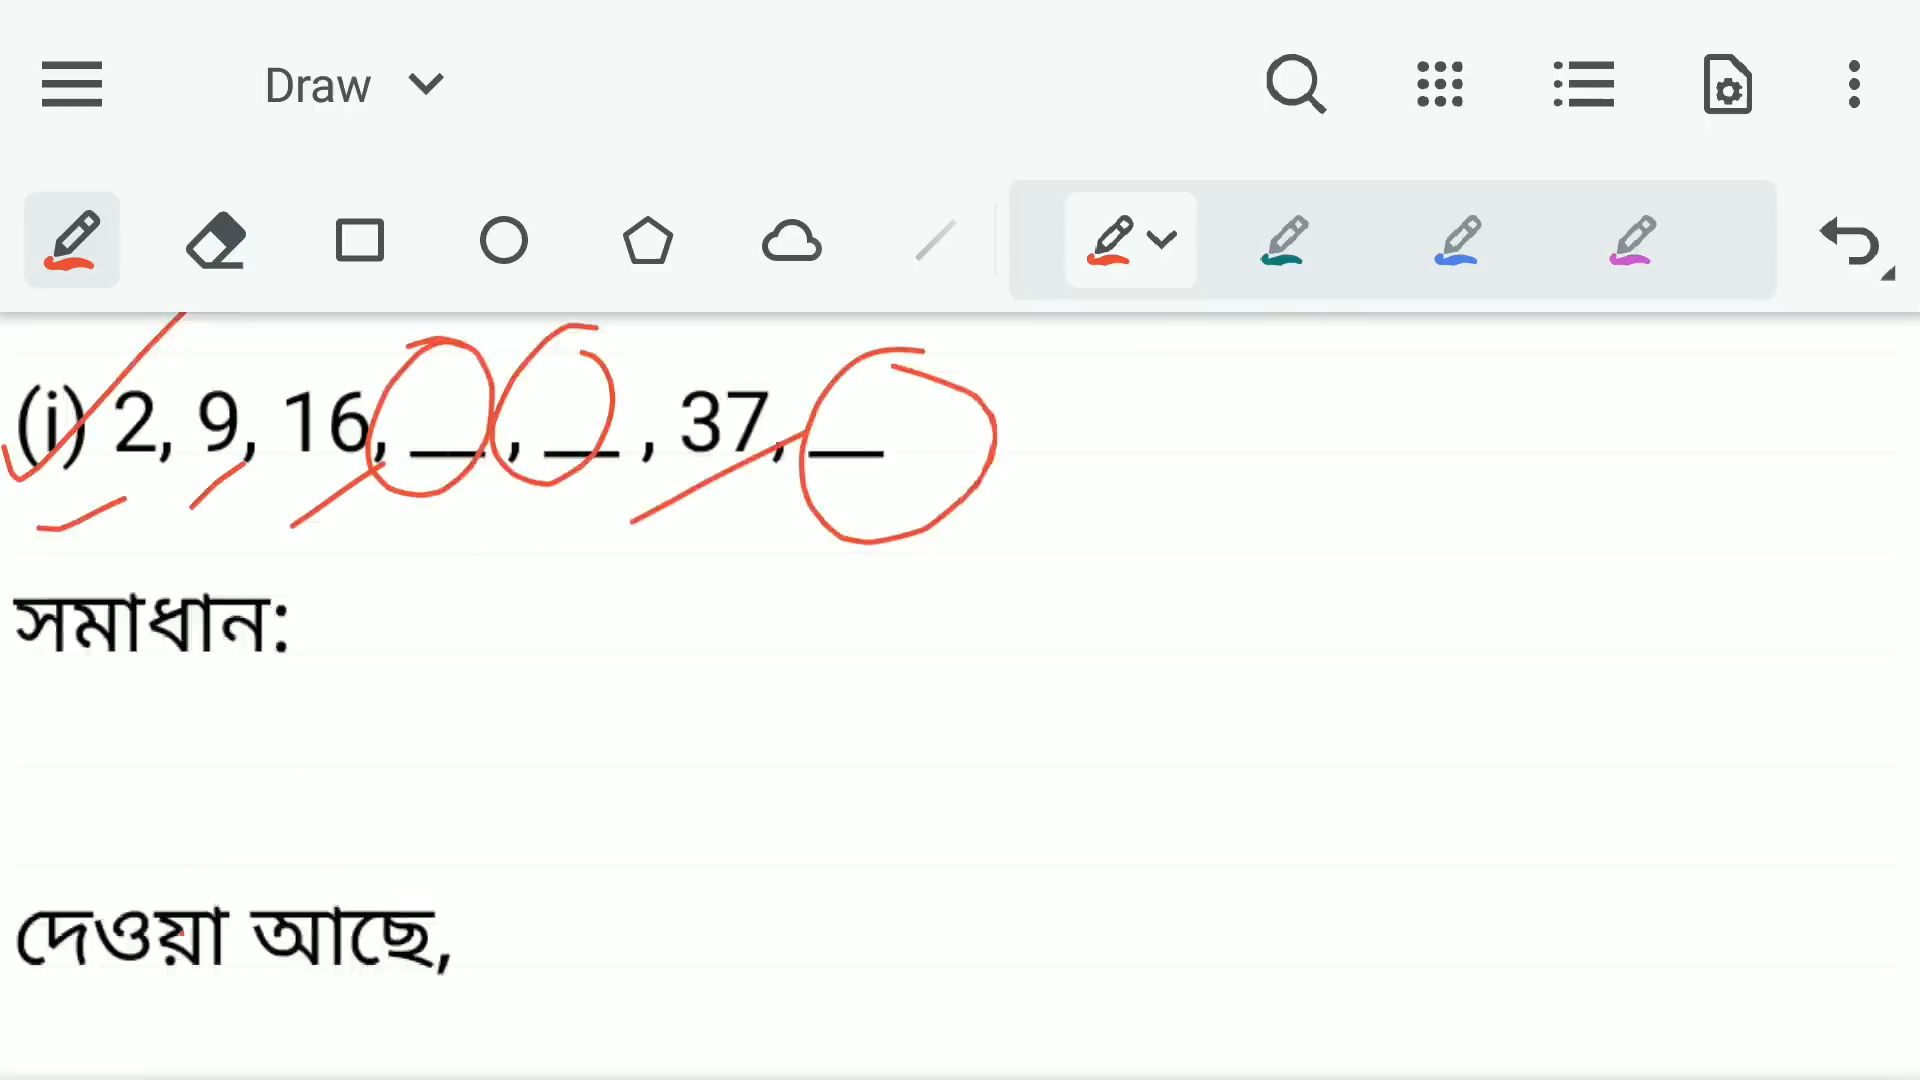 Draw
(i) 2, 9, 16, __, __ , 37, __
সমাধান:
দেওয়া আছে,